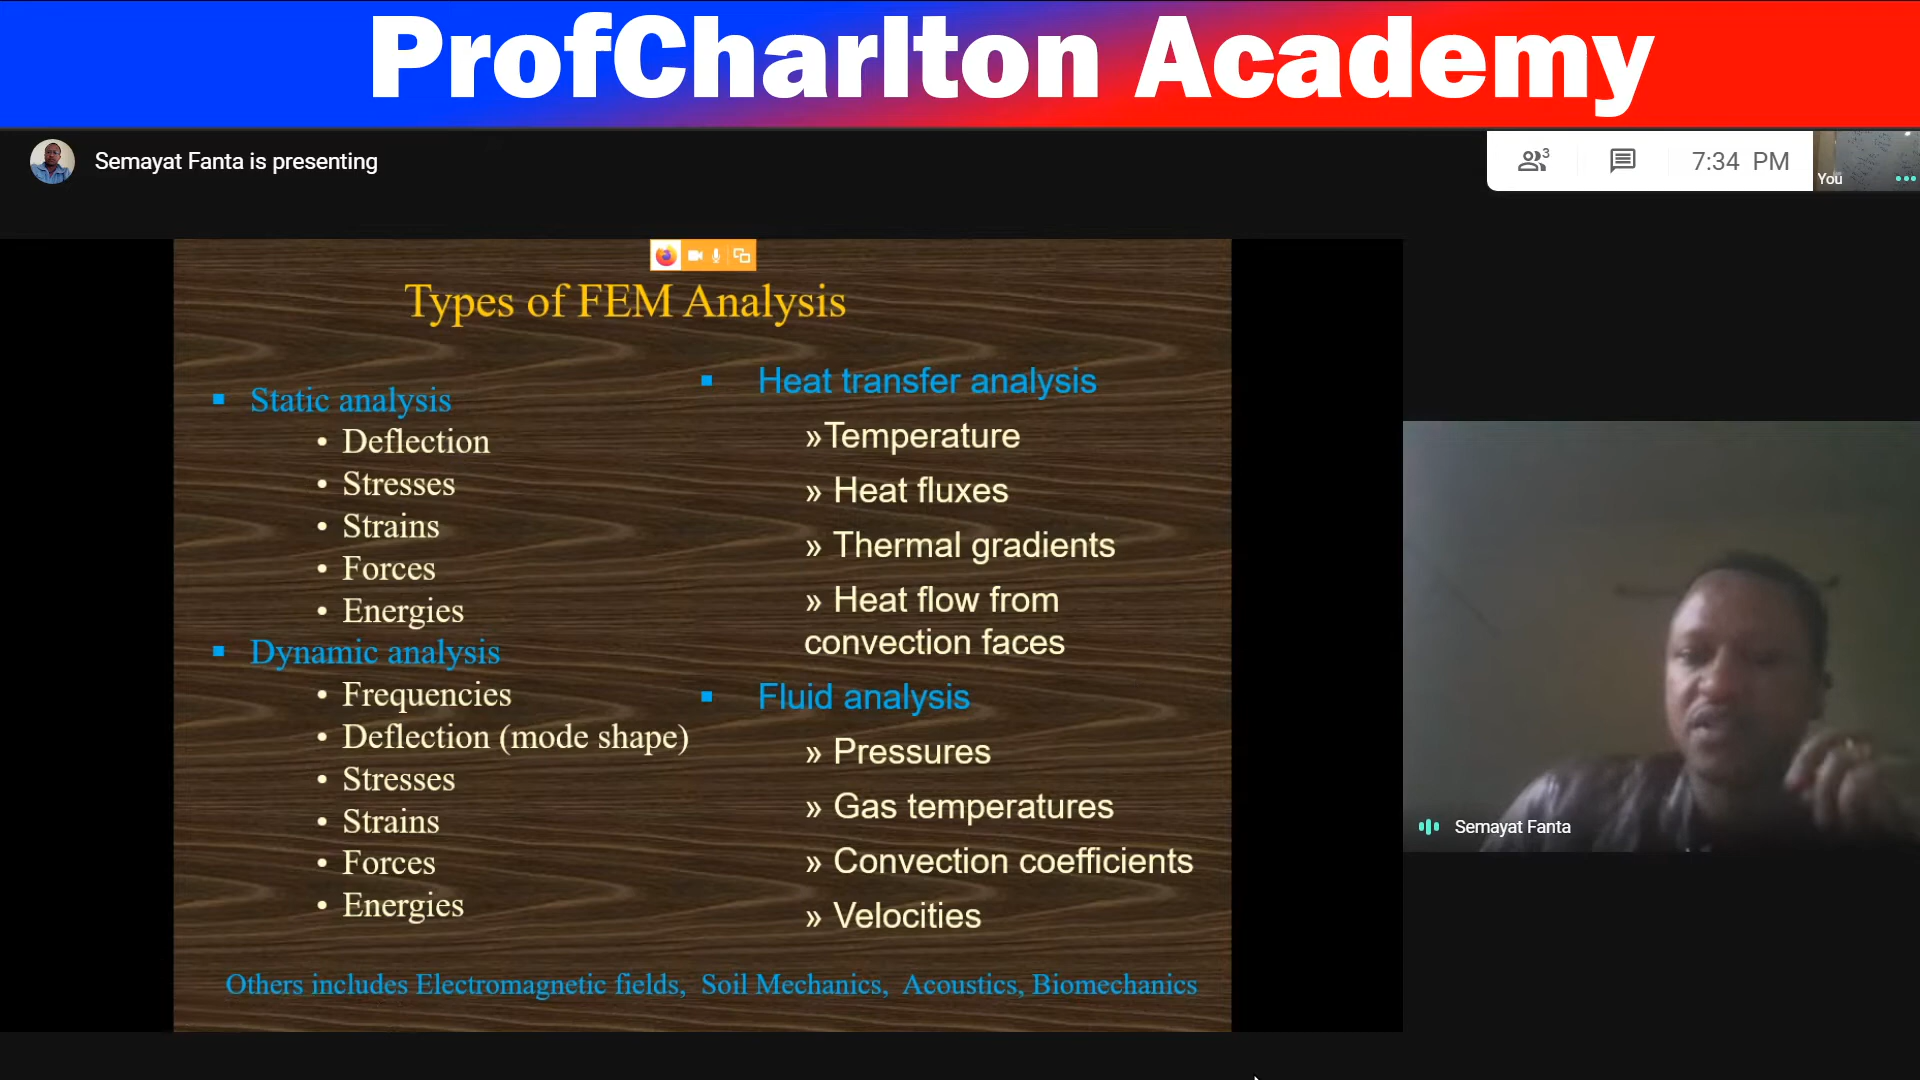 ProfCharlton Academy
Semayat Fanta is presenting
3
7:34 PM
You
Types of FEM Analysis
▪ Static analysis
• Deflection
• Stresses
• Strains
• Forces
• Energies
▪ Dynamic analysis
• Frequencies
• Deflection (mode shape)
• Stresses
• Strains
• Forces
• Energies
▪ Heat transfer analysis
»Temperature
» Heat fluxes
» Thermal gradients
» Heat flow from
convection faces
▪ Fluid analysis
» Pressures
» Gas temperatures
» Convection coefficients
» Velocities
Others includes Electromagnetic fields, Soil Mechanics, Acoustics, Biomechanics
Semayat Fanta